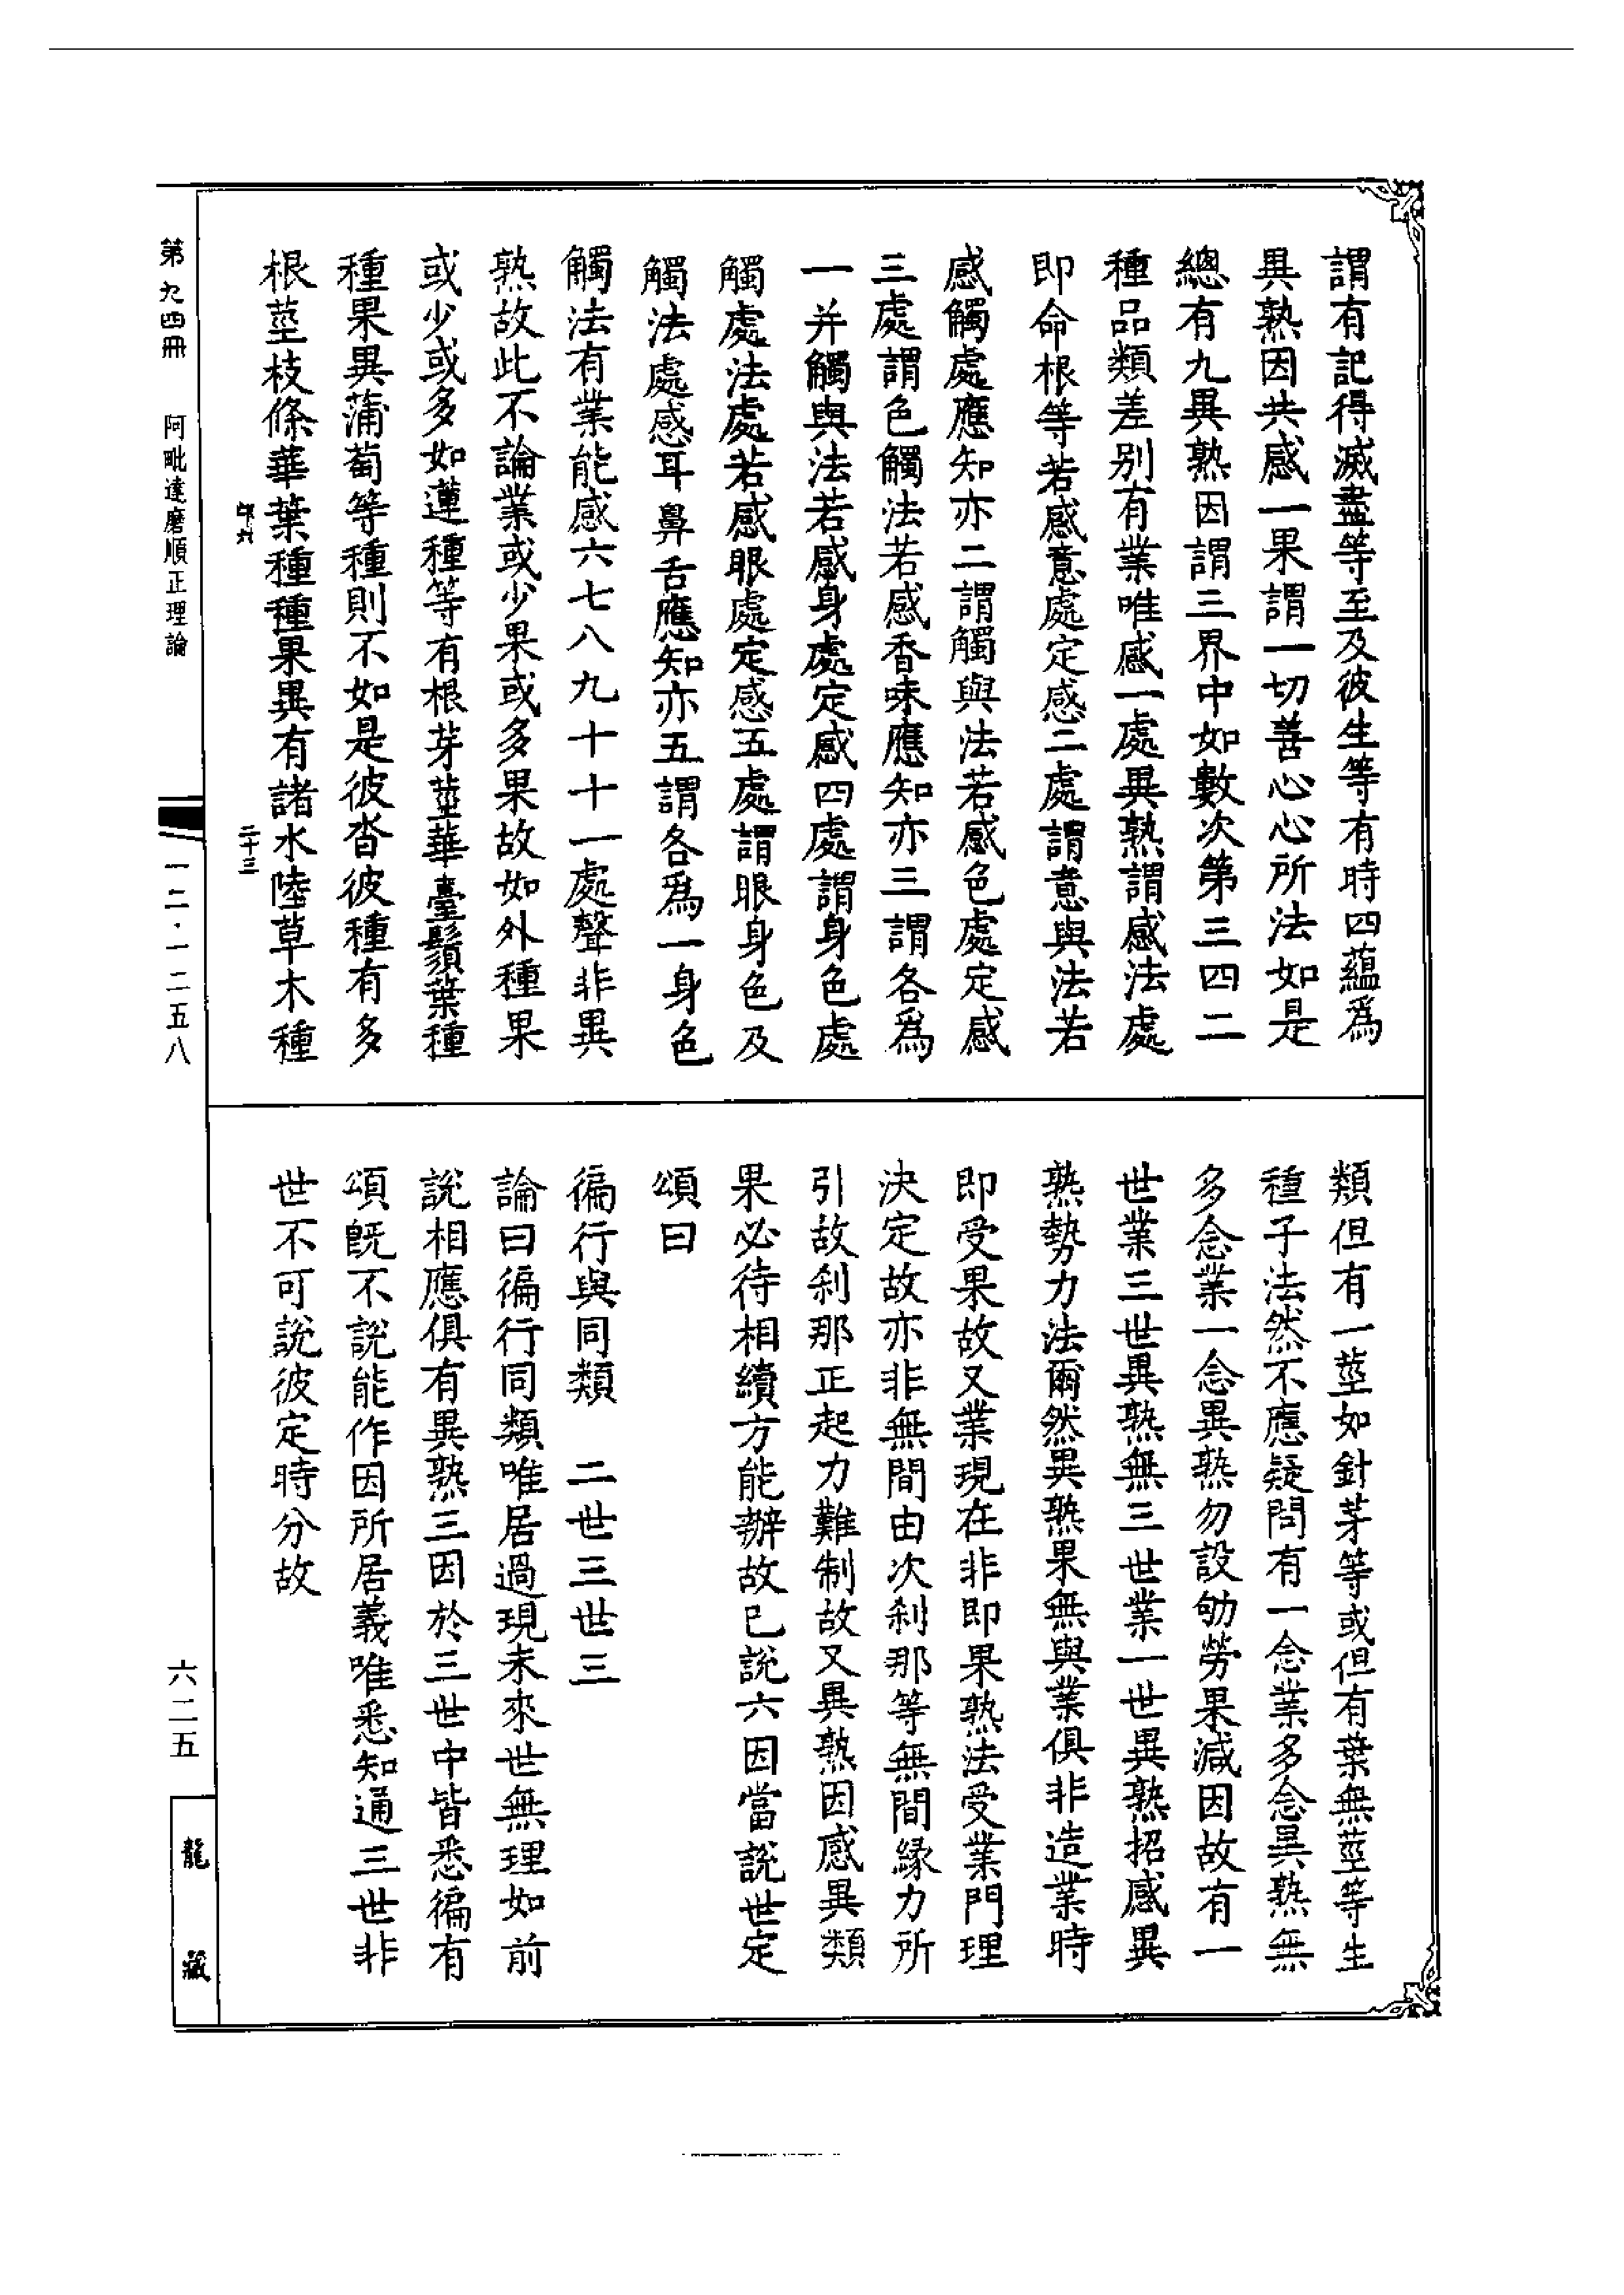 謂有記得滅盡等至及彼生等有時四蘊爲
異熟因共感一果謂一切善心心所法如是
總有九異熟因謂三界中如數次第三四二
種品類差別有業唯感一處異熟謂感法處
即命根等若感意處定感二處謂意與法若
感觸處應知亦二謂觸與法若感色處定感
三處謂色觸法若感香味應知亦三謂各爲
一并觸與法若感身處定感四處謂身色處
觸處法處若感眼處定感五處謂眼身色及
觸法處感耳鼻舌應知亦五謂各爲一身色
觸法有業能感六七八九十十一處聲非異
熟故此不論業或少果或多果故如外種果
或少或多如蓮種等有根芽莖華臺鬚葉種
種果異蒲萄等種則不如是彼沓彼種有多
根莖枝條華葉種種果異有諸水陸草木種
類但有一莖如針茅等或但有葉無莖等生
種子法然不應疑問有一念業多念異熟無
多念業一念異熟勿設劬勞果減因故有一
世業三世異熟無三世業一世異熟招感異
熟勢力法爾然異熟果無與業俱非造業時
即受果故又業現在非即果熟法受業門理
決定故亦非無間由次刹那等無間緣力所
引故刹那正起力難制故又異熟因感異類
果必待相續方能辦故已說六因當說世定
頌曰
徧行與同類　二世三世三
論曰徧行同類唯居過現未來世無理如前
說相應俱有異熟三因於三世中皆悉徧有
頌既不說能作因所居義唯悉知通三世非
世不可說彼定時分故
第九四冊　阿毗達磨順正理論
二十三
一二·一二五八
六二五
龍藏